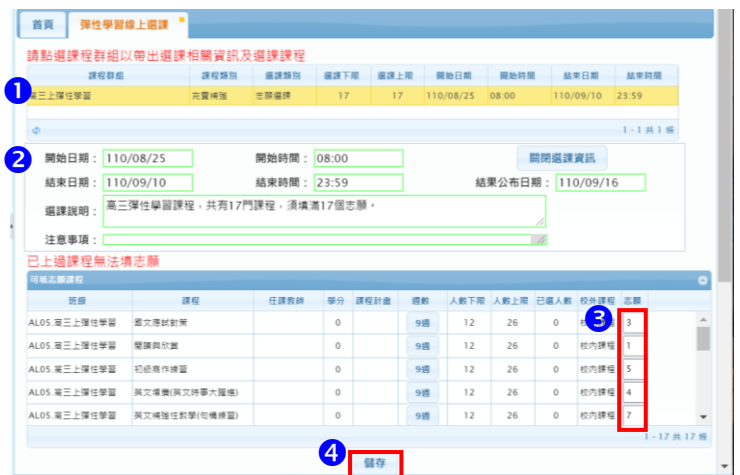 首頁 彈性學習線上選課
請點選課程群組以帶出選課相關資訊及選課課程
課程群組 課程類別 選課類別 選課下限 選課上限 開始日期 開始時間 結束日期 結束時間
1 高三上彈性學習 充實補強 志願選課 17 17 110/08/25 08:00 110/09/10 23:59
1 - 1 共 1 條
2 開始日期： 110/08/25 開始時間： 08:00 關閉選課資訊
結束日期： 110/09/10 結束時間： 23:59 結果公布日期： 110/09/16
選課說明： 高三彈性學習課程，共有17門課程，須填滿17個志願。
注意事項：
已上過課程無法填志願
可填志願課程
班級 課程 任課教師 學分 課程計畫 週數 人數下限 人數上限 已選人數 校外課程 志願
3
AL05.高三上彈性學習 國文應試對策 0 9週 12 26 0 校內課程 3
AL05.高三上彈性學習 閱讀與欣賞 0 9週 12 26 0 校內課程 1
AL05.高三上彈性學習 初級寫作練習 0 9週 12 26 0 校內課程 5
AL05.高三上彈性學習 英文增廣(英文時事大躍進) 0 9週 12 26 0 校內課程 4
AL05.高三上彈性學習 英文補強性教學(句構練習) 0 9週 12 26 0 校內課程 7
1 - 17 共 17 條
4 儲存